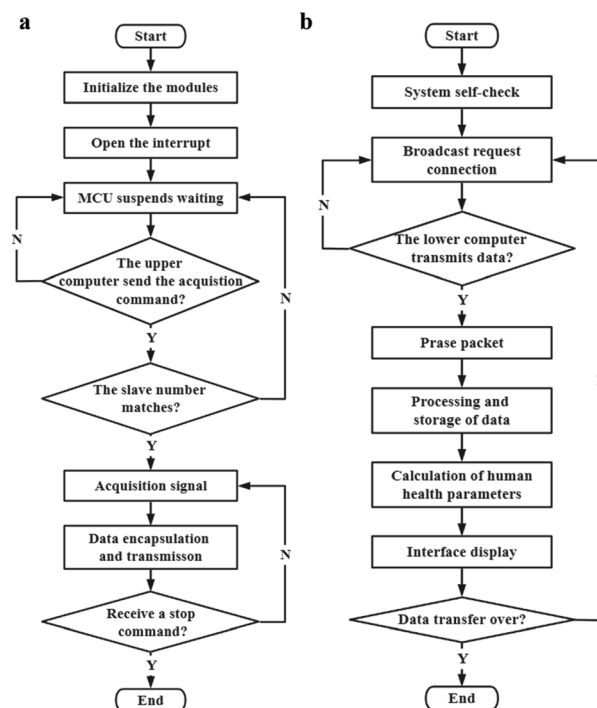 a
Start
Initialize the modules
Open the interrupt
MCU suspends waiting
N
The upper
computer send the acquistion
command?
N
Y
The slave number
matches?
Y
Acquisition signal
Data encapsulation
and transmisson
N
Receive a stop
command?
Y
End
b
Start
System self-check
Broadcast request
connection
N
The lower computer
transmits data?
Y
Prase packet
Processing and
storage of data
Calculation of human
health parameters
Interface display
Data transfer over?
Y
End